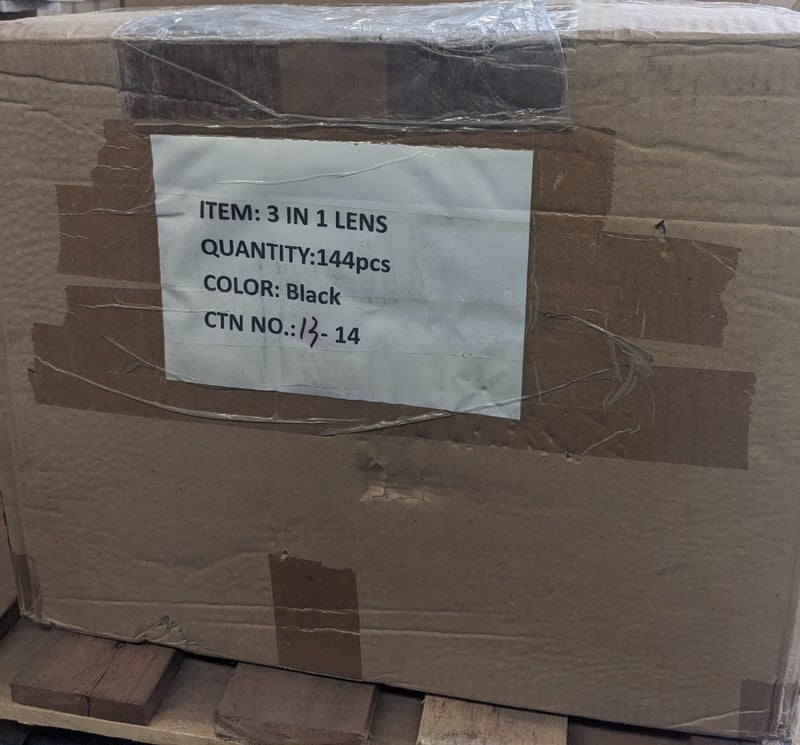 ITEM: 3 IN 1 LENS
QUANTITY:144pcs
COLOR: Black
CTN NO.:13- 14